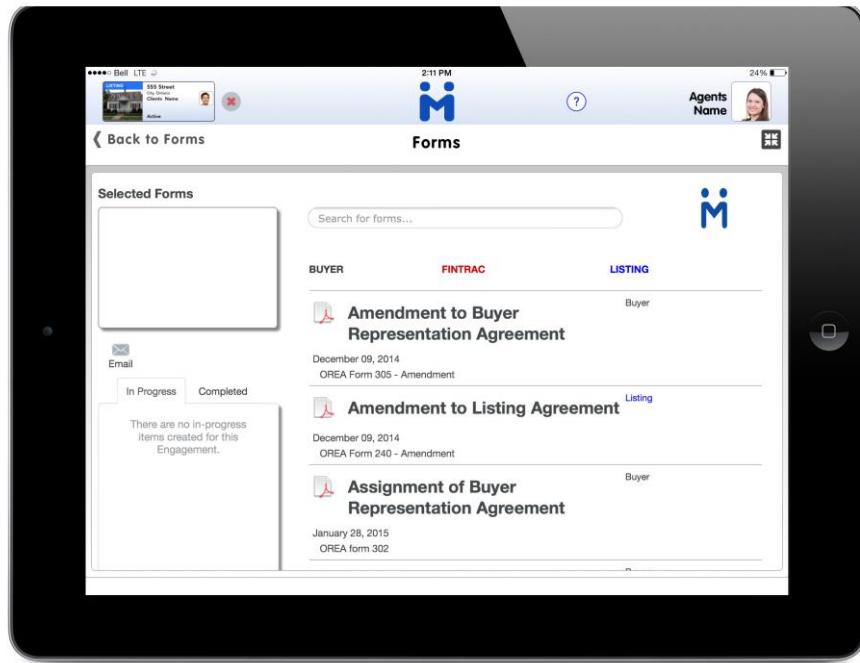 Bell LTE
2:11 PM
24%
LISTING
555 Street
City, Ontario
Clients Name
Active
?
Agents
Name
Back to Forms
Forms
Selected Forms
Search for forms...
BUYER FINTRAC LISTING
Amendment to Buyer
Representation Agreement
Buyer
December 09, 2014
OREA Form 305 - Amendment
Email
In Progress Completed
There are no in-progress
items created for this
Engagement.
Amendment to Listing Agreement
Listing
December 09, 2014
OREA Form 240 - Amendment
Assignment of Buyer
Representation Agreement
Buyer
January 28, 2015
OREA form 302